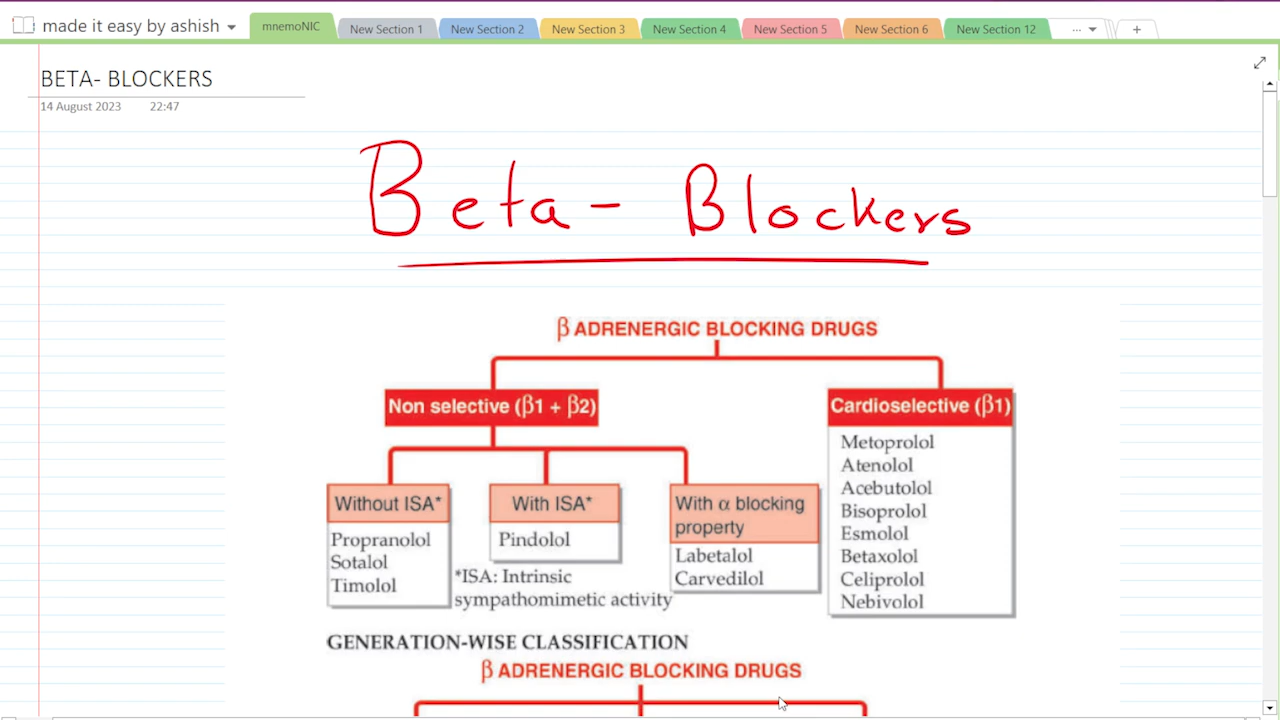 made it easy by ashish
mnemoNIC
New Section 1
New Section 2
New Section 3
New Section 4
New Section 5
New Section 6
New Section 12
...
+
BETA- BLOCKERS
14 August 2023 22:47
Beta- Blockers
β ADRENERGIC BLOCKING DRUGS
Non selective (β1 + β2)
Without ISA*
Propranolol
Sotalol
Timolol
With ISA*
Pindolol
*ISA: Intrinsic
sympathomimetic activity
With α blocking
property
Labetalol
Carvedilol
Cardioselective (β1)
Metoprolol
Atenolol
Acebutolol
Bisoprolol
Esmolol
Betaxolol
Celiprolol
Nebivolol
GENERATION-WISE CLASSIFICATION
β ADRENERGIC BLOCKING DRUGS